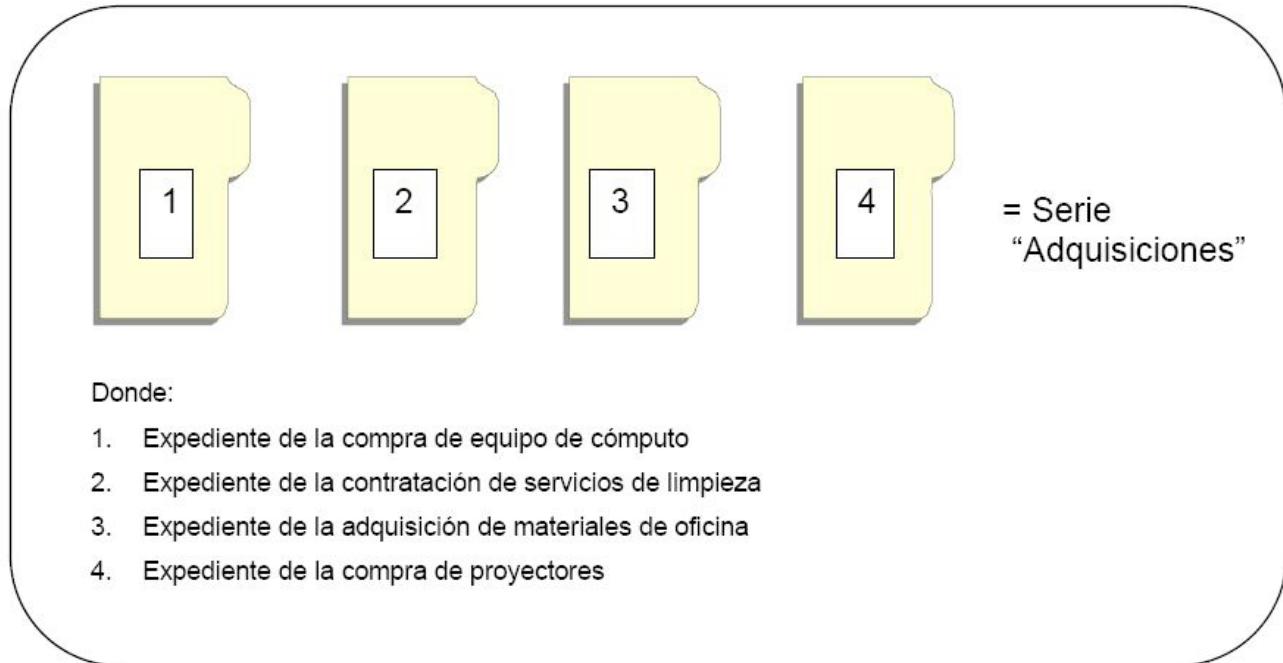 1
2
3
4
= Serie
“Adquisiciones”
Donde:
1. Expediente de la compra de equipo de cómputo
2. Expediente de la contratación de servicios de limpieza
3. Expediente de la adquisición de materiales de oficina
4. Expediente de la compra de proyectores